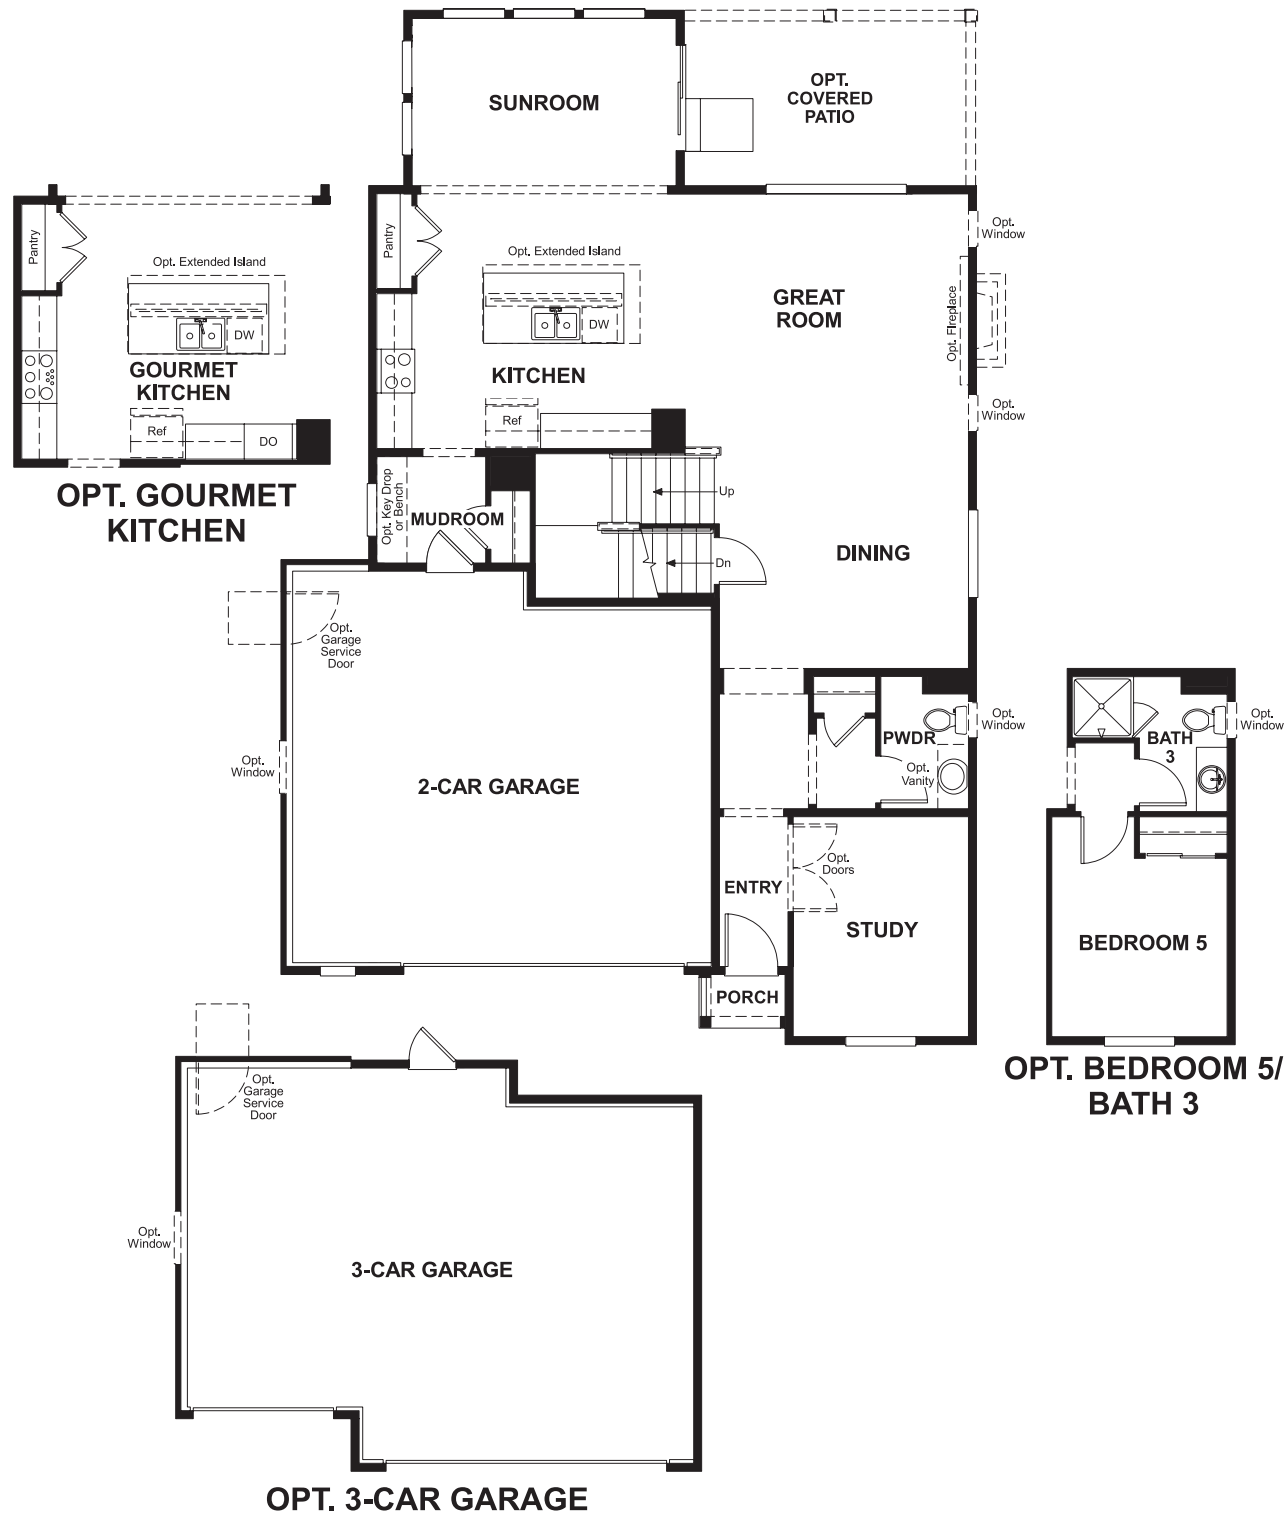 SUNROOM
OPT.
COVERED
PATIO
Pantry
Opt. Extended Island
DW
GOURMET
KITCHEN
Ref
DO
OPT. GOURMET
KITCHEN
Pantry
Opt. Extended Island
DW
KITCHEN
Ref
GREAT
ROOM
Opt.
Window
Opt. Fireplace
Opt.
Window
Opt. Key Drop
or Bench
MUDROOM
Up
Dn
DINING
Opt.
Garage
Service
Door
Opt.
Window
2-CAR GARAGE
PWDR
Opt.
Vanity
Opt.
Window
ENTRY
Opt.
Doors
STUDY
PORCH
BATH
3
Opt.
Window
BEDROOM 5
OPT. BEDROOM 5/
BATH 3
Opt.
Garage
Service
Door
Opt.
Window
3-CAR GARAGE
OPT. 3-CAR GARAGE